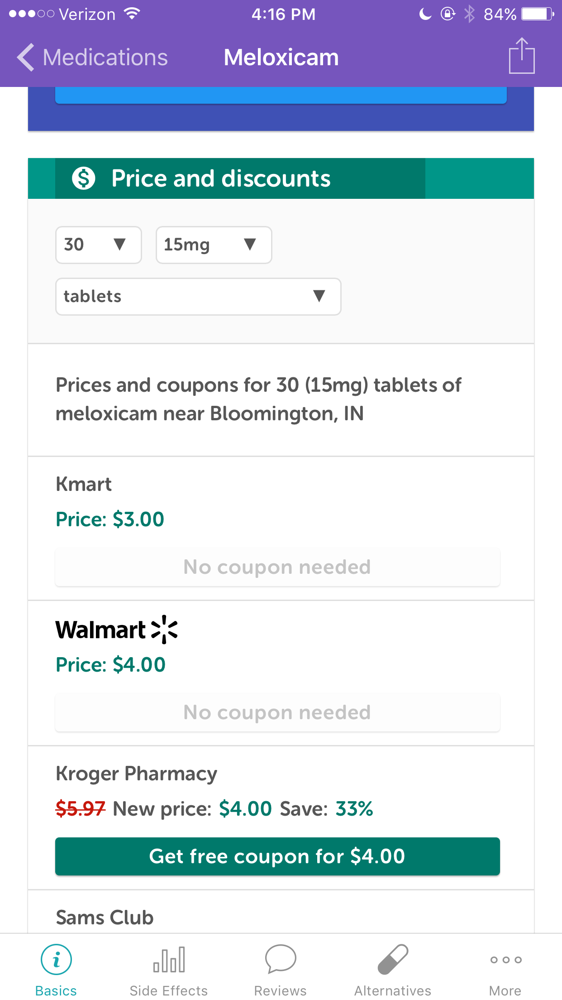 Verizon 4:16 PM 84%
Medications Meloxicam
Price and discounts
30 15mg
tablets
Prices and coupons for 30 (15mg) tablets of
meloxicam near Bloomington, IN
Kmart
Price: $3.00
No coupon needed
Walmart
Price: $4.00
No coupon needed
Kroger Pharmacy
$5.97 New price: $4.00 Save: 33%
Get free coupon for $4.00
Sams Club
Basics Side Effects Reviews Alternatives More